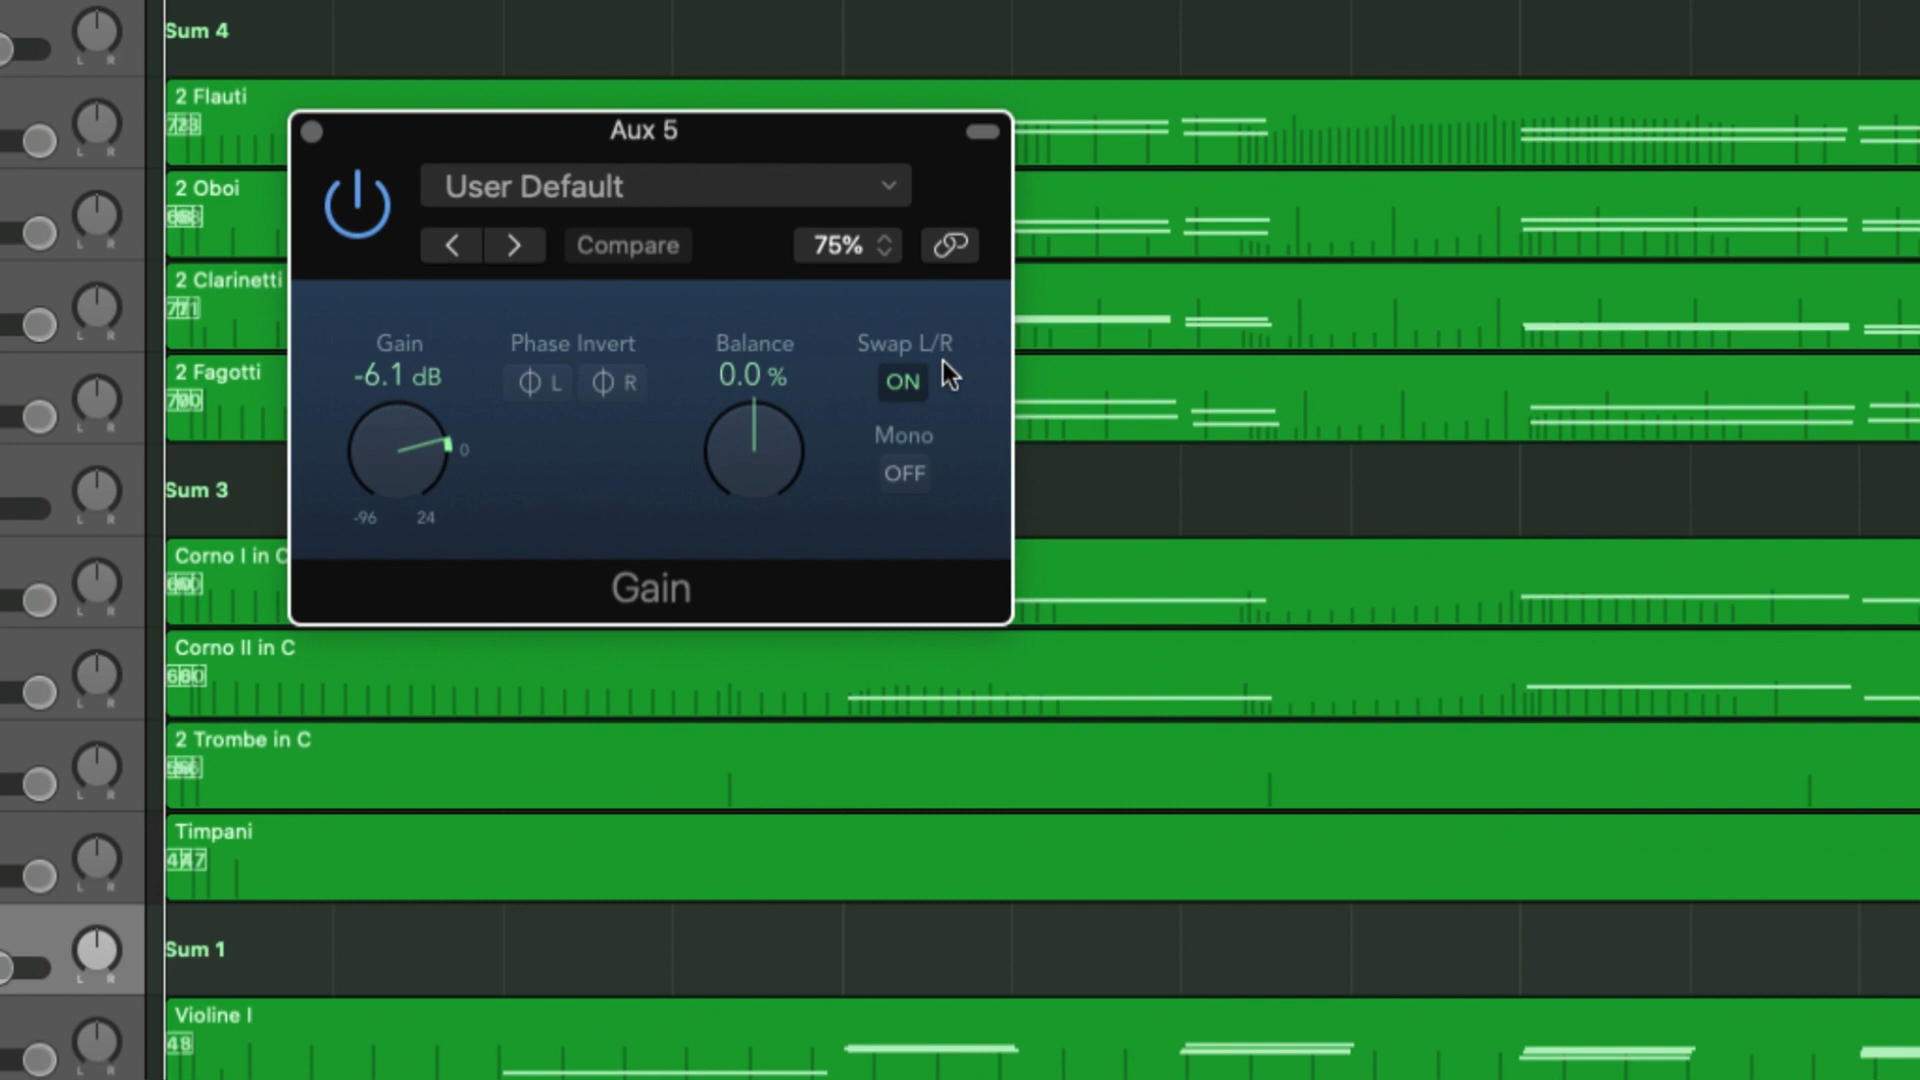 Sum 4
2 Flauti
Aux 5
User Default
2 Oboi
Compare
75%
2 Clarinetti
Gain
Phase Invert
Balance
Swap L/R
-6.1 dB
0.0 %
L
R
ON
2 Fagotti
Mono
0
OFF
Sum 3
-96
24
Corno I in C
Gain
Corno II in C
2 Trombe in C
Timpani
Sum 1
Violine I
48
L R
L R
L R
L R
L R
L R
L R
L R
L R
L R
L R